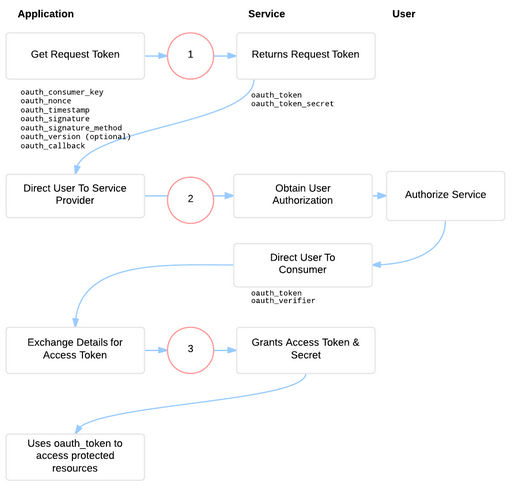 Application
Service
User
Get Request Token
1
Returns Request Token
oauth_consumer_key
oauth_nonce
oauth_timestamp
oauth_signature
oauth_signature_method
oauth_version (optional)
oauth_callback
oauth_token
oauth_token_secret
Direct User To Service
Provider
2
Obtain User
Authorization
Authorize Service
Direct User To
Consumer
oauth_token
oauth_verifier
Exchange Details for
Access Token
3
Grants Access Token &
Secret
Uses oauth_token to
access protected
resources